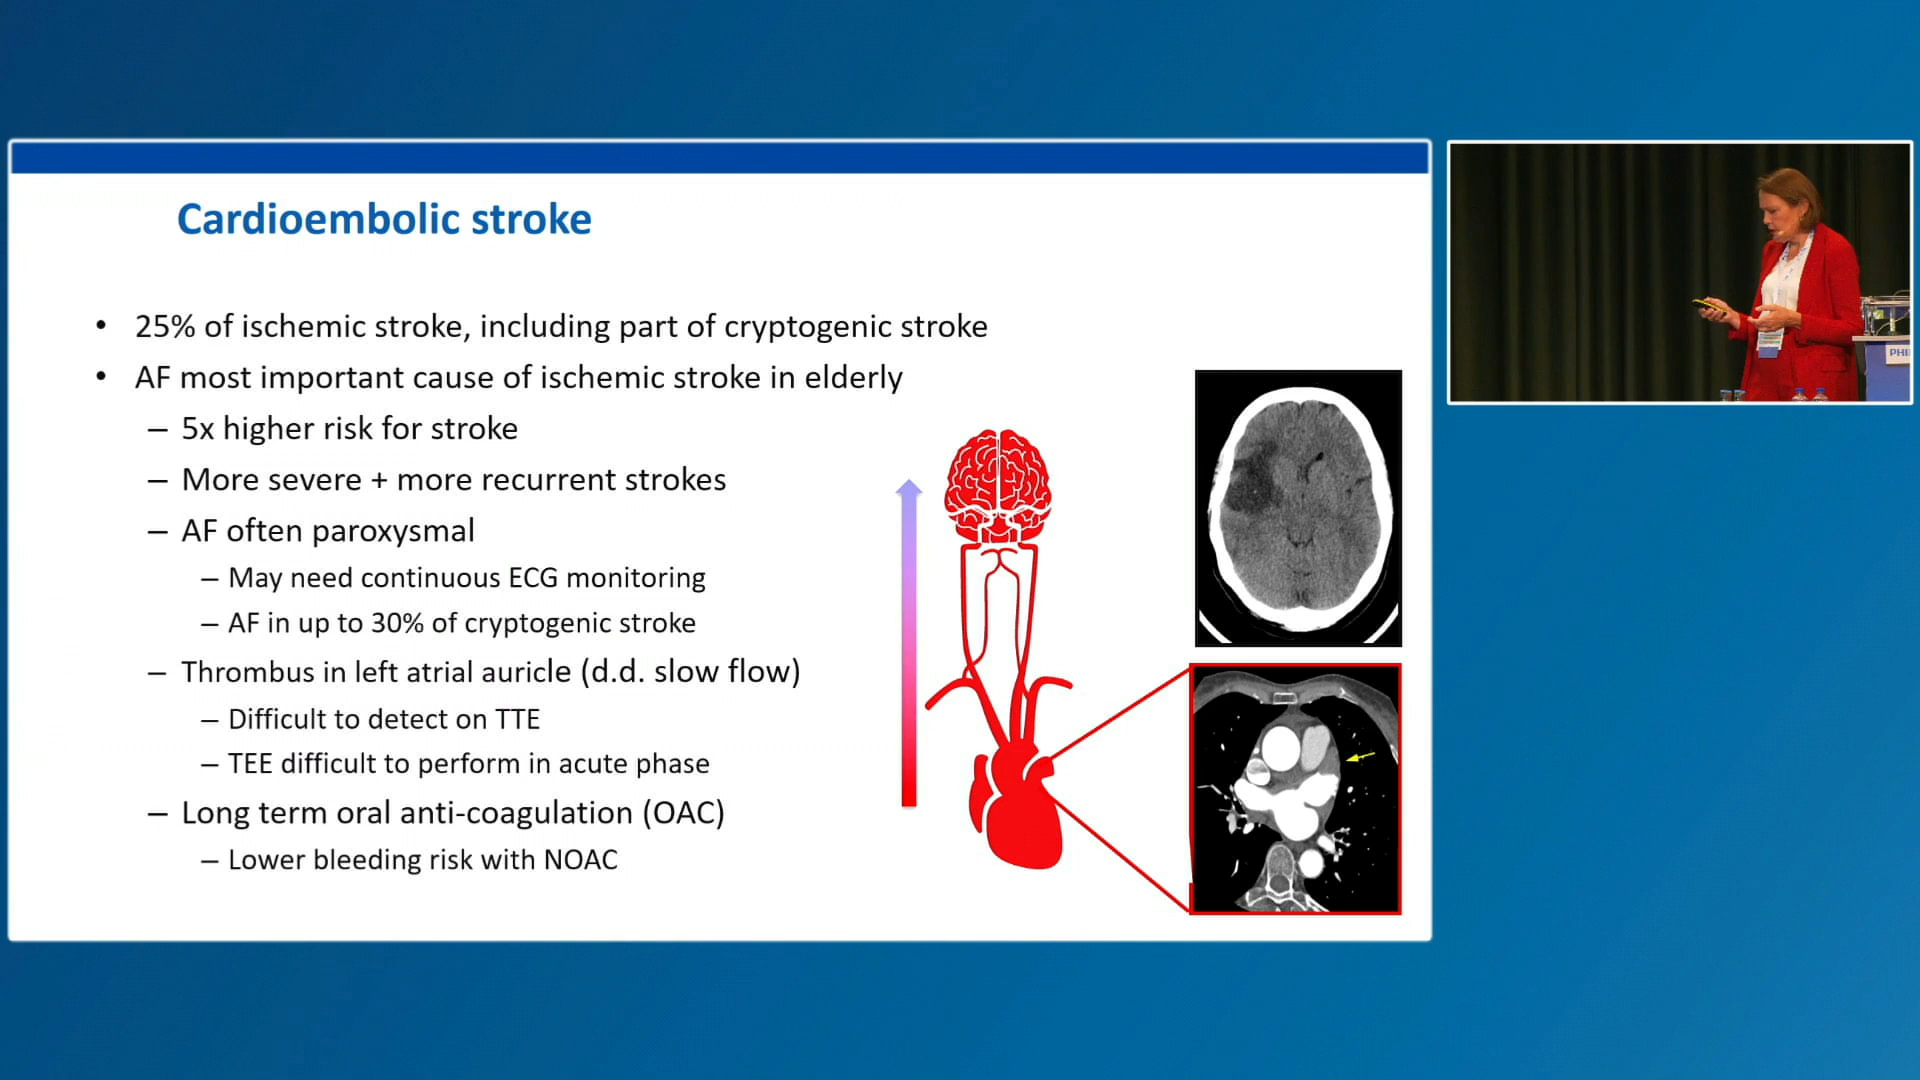 Cardioembolic stroke
• 25% of ischemic stroke, including part of cryptogenic stroke
• AF most important cause of ischemic stroke in elderly
– 5x higher risk for stroke
– More severe + more recurrent strokes
– AF often paroxysmal
– May need continuous ECG monitoring
– AF in up to 30% of cryptogenic stroke
– Thrombus in left atrial auricle (d.d. slow flow)
– Difficult to detect on TTE
– TEE difficult to perform in acute phase
– Long term oral anti-coagulation (OAC)
– Lower bleeding risk with NOAC
PHI